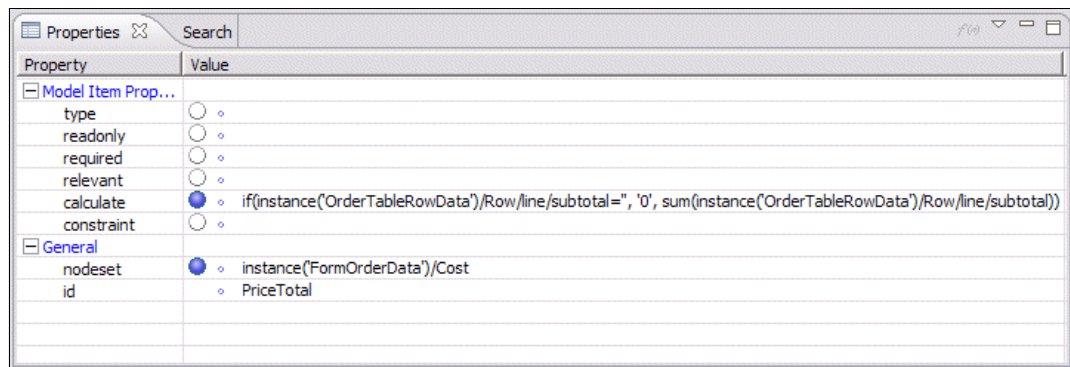 Properties Search f(x)
Property Value
Model Item Prop...
type
readonly
required
relevant
calculate if(instance('OrderTableRowData')/Row/line/subtotal='', '0', sum(instance('OrderTableRowData')/Row/line/subtotal))
constraint
General
nodeset instance('FormOrderData')/Cost
id PriceTotal